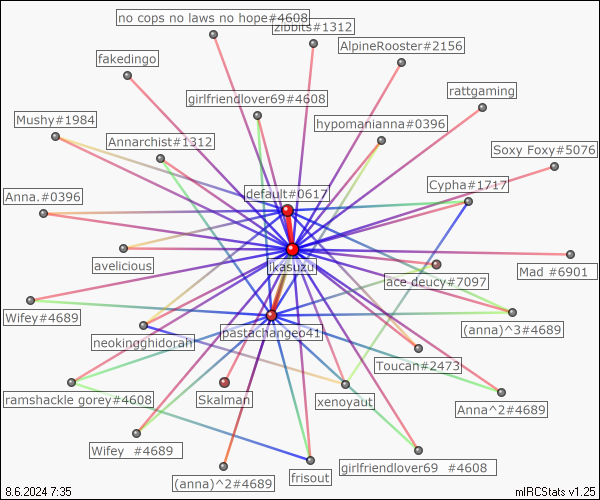 no cops no laws no hope#4608
zibbits#1312
AlpineRooster#2156
fakedingo
rattgaming
girlfriendlover69#4608
Mushy#1984
hypomanianna#0396
Annarchist#1312
Soxy Foxy#5076
Cypha#1717
default#0617
Anna.#0396
ikasuzu
avelicious
Mad #6901
ace deucy#7097
Wifey#4689
pastachangeo41
(anna)^3#4689
neokingghidorah
Toucan#2473
ramshackle gorey#4608
Skalman
xenoyaut
Anna^2#4689
Wifey  #4689
girlfriendlover69  #4608
(anna)^2#4689
frisout
8.6.2024 7:35
mIRCStats v1.25